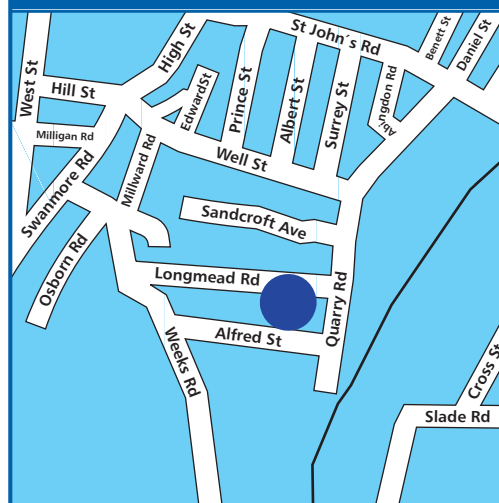 St John´s Rd
High St
Benett St
Daniel St
West St
Hill St
Edward St
Prince St
Albert St
Surrey St
Abingdon Rd
Milligan Rd
Millward Rd
Well St
Swanmore Rd
Sandcroft Ave
Osborn Rd
Longmead Rd
Quarry Rd
Alfred St
Weeks Rd
Cross St
Slade Rd